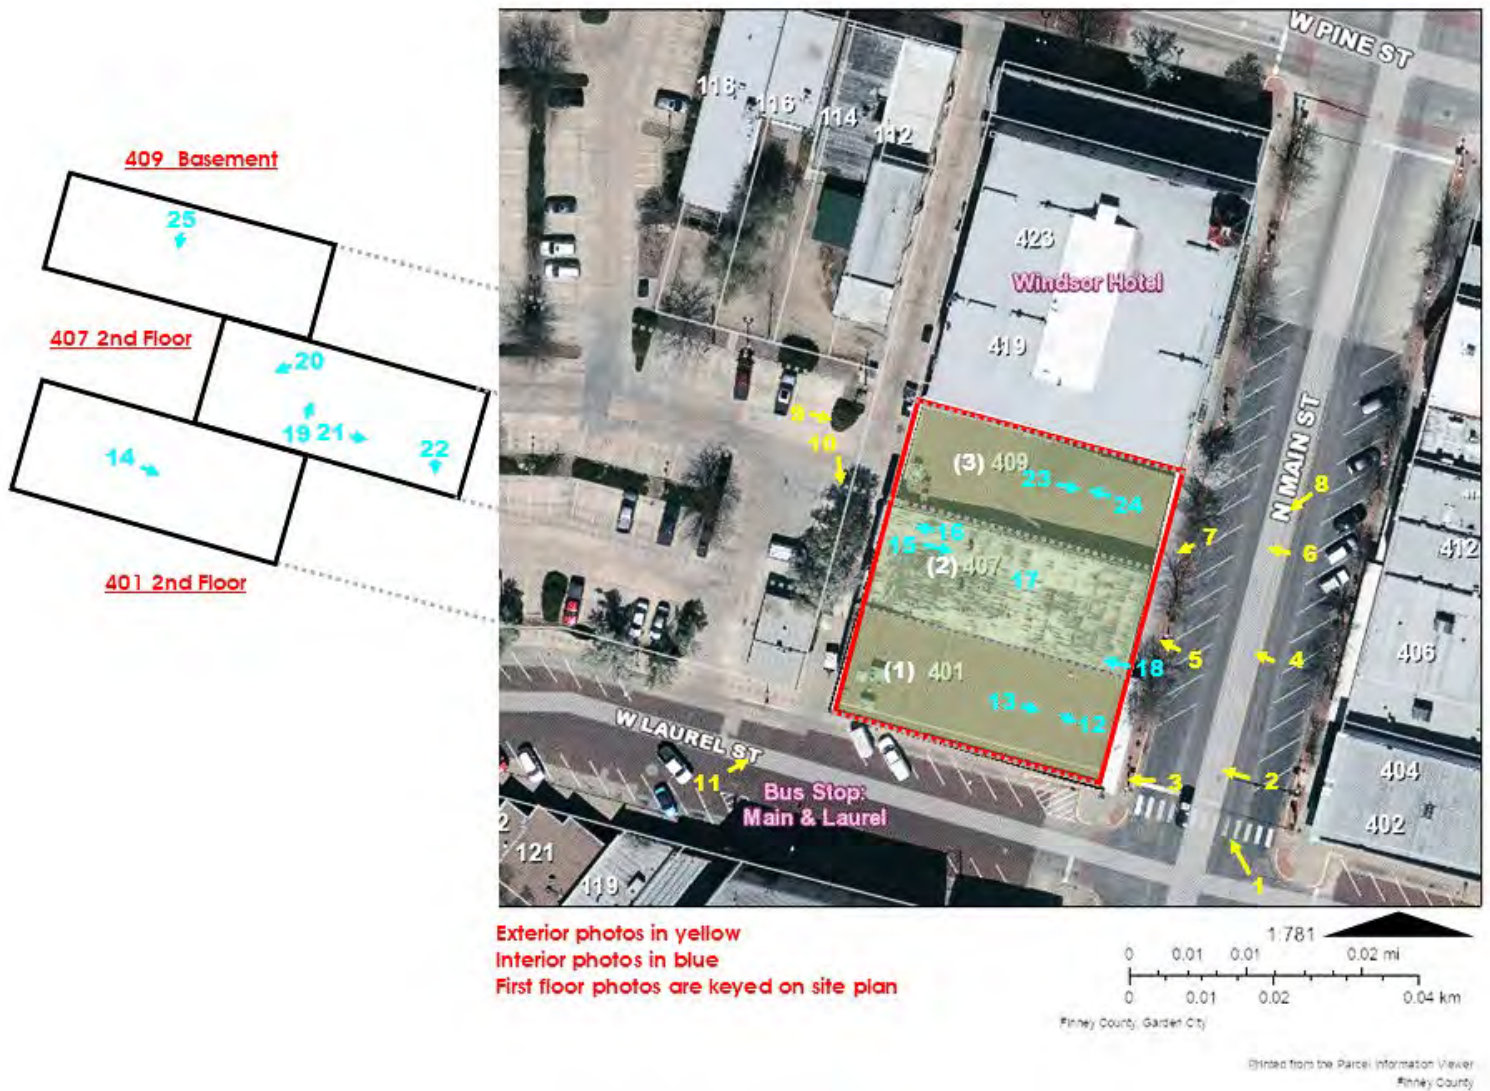 409 Basement
25
407 2nd Floor
20
19 21
22
14
401 2nd Floor
W PINE ST
118
116
114
112
423
Windsor Hotel
419
N MAIN ST
9
10
(3) 409
23
24
8
7
6
16
15
(2) 407
17
412
5
4
406
18
(1) 401
13
12
W LAUREL ST
11
Bus Stop:
Main & Laurel
3
2
404
402
1
2
121
119
Exterior photos in yellow
Interior photos in blue
First floor photos are keyed on site plan
1:781
0 0.01 0.01 0.02 mi
0 0.01 0.02 0.04 km
Finney County, Garden City
Printed from the Parcel Information Viewer
Finney County